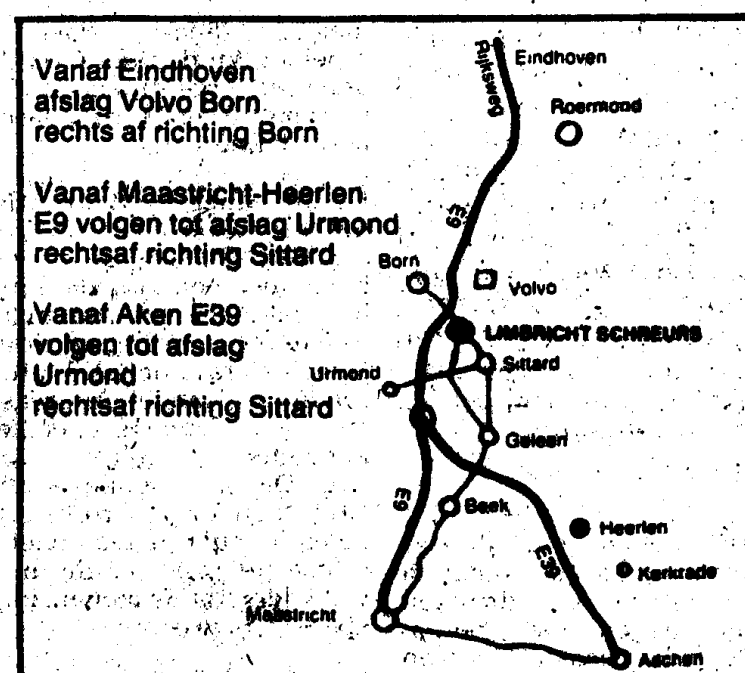 Vanaf Eindhoven
afslag Volvo Born
rechts af richting Born
Vanaf Maastricht-Heerlen
E9 volgen tot afslag Urmond
rechtsaf richting Sittard
Vanaf Aken E39
volgen tot afslag
Urmond
rechtsaf richting Sittard
Rijksweg
Eindhoven
Roermond
E9
Born
Volvo
LIMBRICHT SCHREURS
Sittard
Urmond
Geleen
E9
Beek
Heerlen
E39
Kerkrade
Maastricht
Aachen